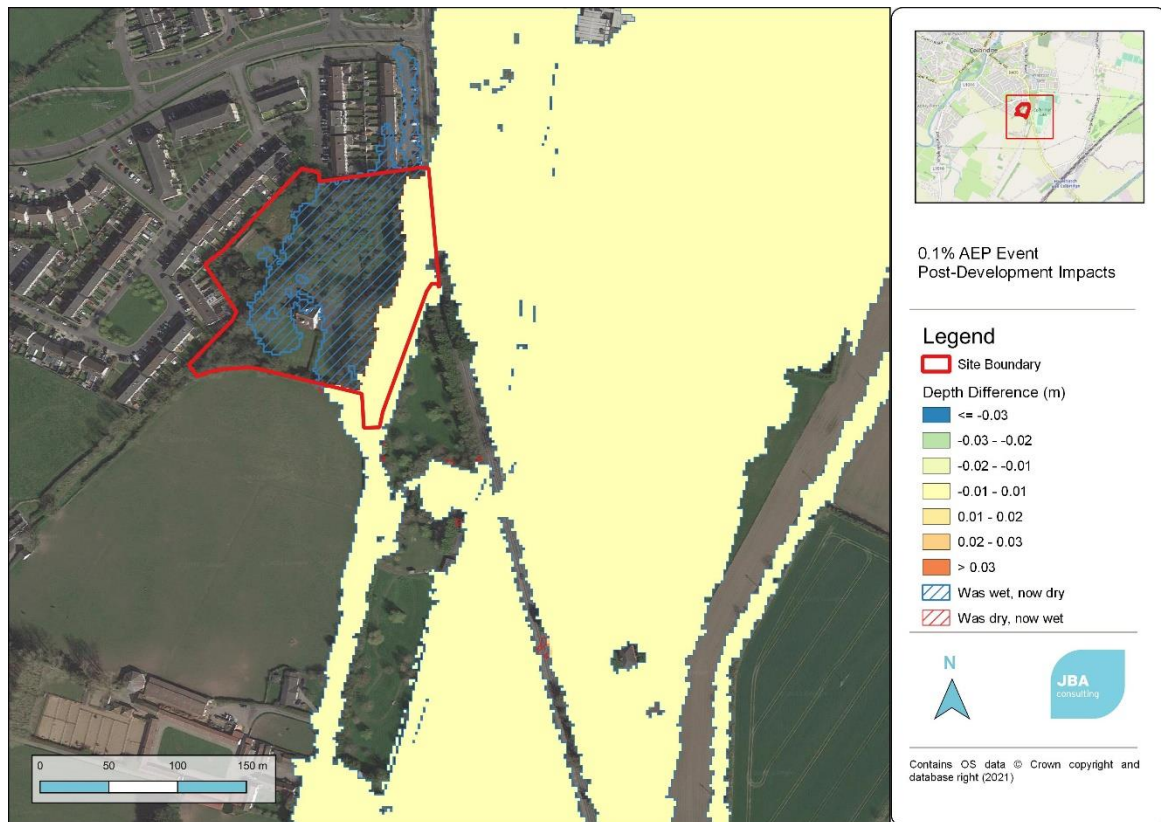 0.1% AEP Event
Post-Development Impacts
Legend
Site Boundary
Depth Difference (m)
<= -0.03
-0.03 - -0.02
-0.02 - -0.01
-0.01 - 0.01
0.01 - 0.02
0.02 - 0.03
> 0.03
Was wet, now dry
Was dry, now wet
N
JBA
consulting
Contains OS data © Crown copyright and
database right (2021)
0 50 100 150 m